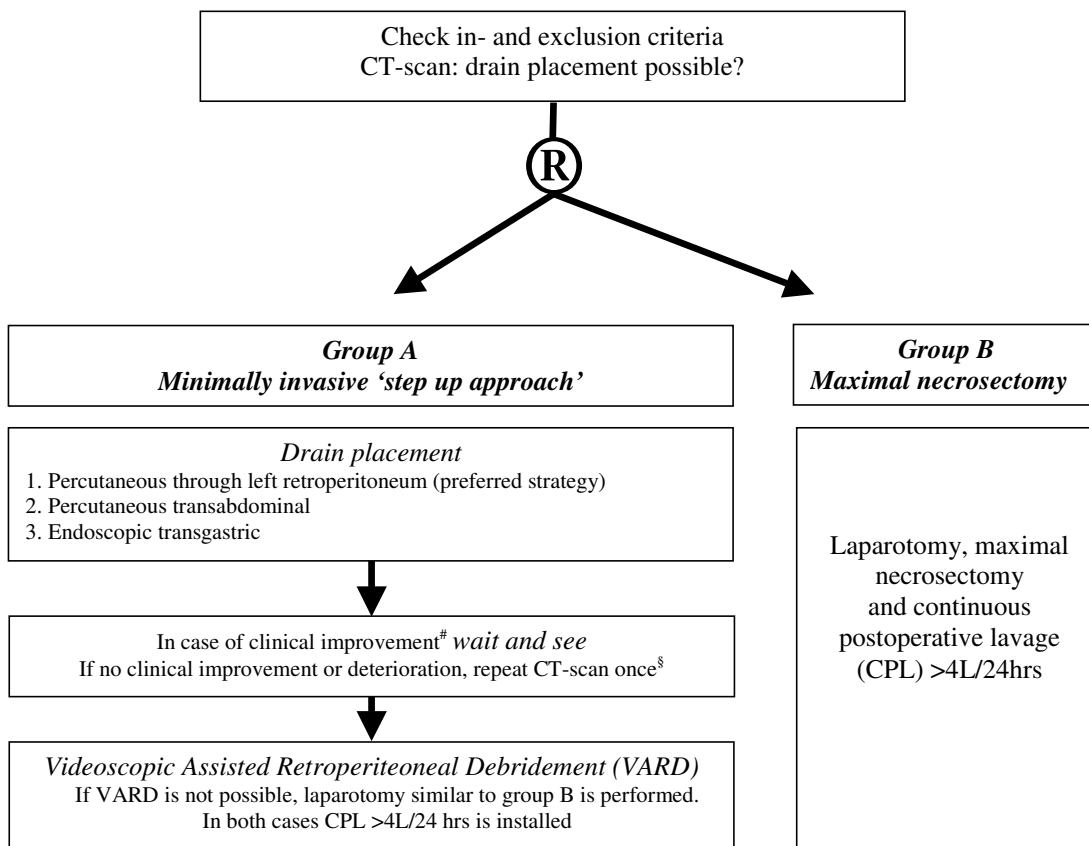 Check in- and exclusion criteria
CT-scan: drain placement possible?
R
Group A
Minimally invasive ‘step up approach’
Group B
Maximal necrosectomy
Drain placement
1. Percutaneous through left retroperitoneum (preferred strategy)
2. Percutaneous transabdominal
3. Endoscopic transgastric
In case of clinical improvement# wait and see
If no clinical improvement or deterioration, repeat CT-scan once§
Videoscopic Assisted Retroperiteoneal Debridement (VARD)
If VARD is not possible, laparotomy similar to group B is performed.
In both cases CPL >4L/24 hrs is installed
Laparotomy, maximal
necrosectomy
and continuous
postoperative lavage
(CPL) >4L/24hrs